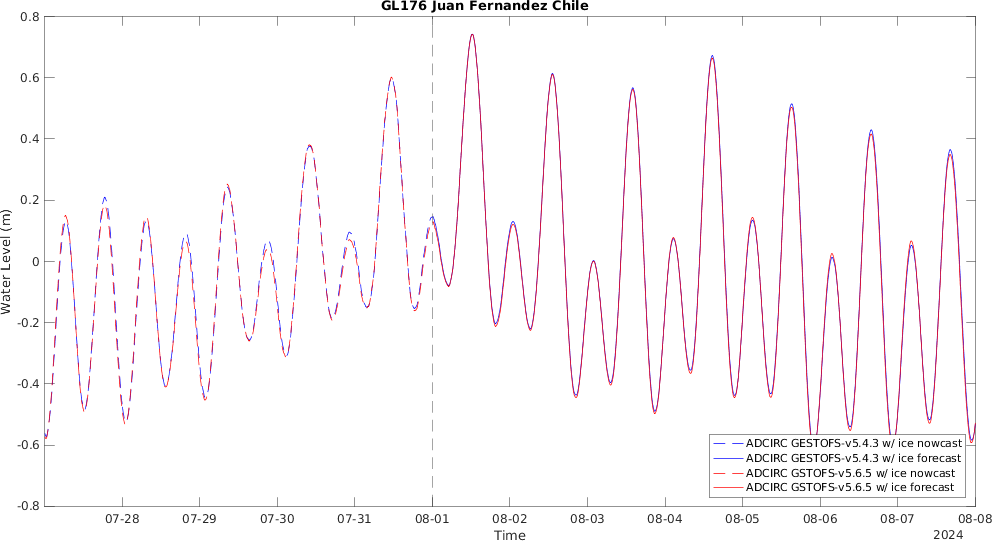 GL176 Juan Fernandez Chile
0.8
0.6
0.4
0.2
0
-0.2
-0.4
-0.6
-0.8
Water Level (m)
ADCIRC GESTOFS-v5.4.3 w/ ice nowcast
ADCIRC GESTOFS-v5.4.3 w/ ice forecast
ADCIRC GSTOFS-v5.6.5 w/ ice nowcast
ADCIRC GSTOFS-v5.6.5 w/ ice forecast
07-28 07-29 07-30 07-31 08-01 08-02 08-03 08-04 08-05 08-06 08-07 08-08
Time
2024